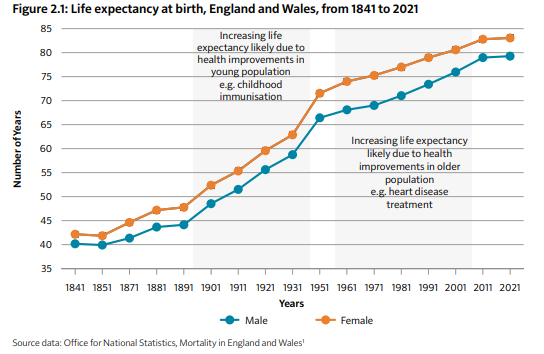 Figure 2.1: Life expectancy at birth, England and Wales, from 1841 to 2021
85
80
75
70
65
60
55
50
45
40
35
Number of Years
Increasing life
expectancy likely due to
health improvements in
young population
e.g. childhood
immunisation
Increasing life expectancy
likely due to health
improvements in older
population
e.g. heart disease
treatment
1841 1851 1871 1881 1891 1901 1911 1921 1931 1951 1961 1971 1981 1991 2001 2011 2021
Years
Male Female
Source data: Office for National Statistics, Mortality in England and Wales¹